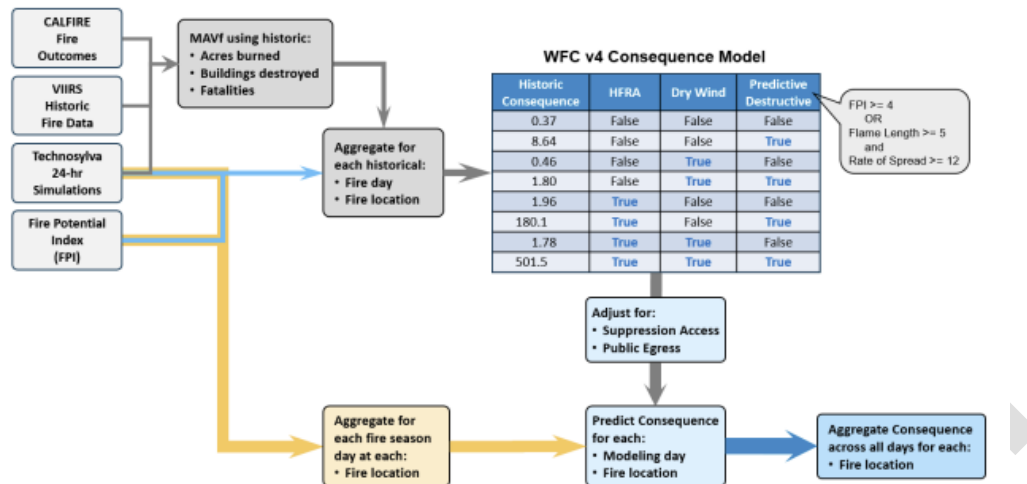 CALFIRE
Fire
Outcomes
VIIRS
Historic
Fire Data
Technosylva
24-hr
Simulations
Fire Potential
Index
(FPI)
MAVf using historic:
• Acres burned
• Buildings destroyed
• Fatalities
Aggregate for
each historical:
• Fire day
• Fire location
WFC v4 Consequence Model
Historic Consequence HFRA Dry Wind Predictive Destructive
0.37 False False False
8.64 False False True
0.46 False True False
1.80 False True True
1.96 True False False
180.1 True False True
1.78 True True False
501.5 True True True
FPI >= 4
OR
Flame Length >= 5
and
Rate of Spread >= 12
Adjust for:
• Suppression Access
• Public Egress
Aggregate for
each fire season
day at each:
• Fire location
Predict Consequence
for each:
• Modeling day
• Fire location
Aggregate Consequence
across all days for each:
• Fire location